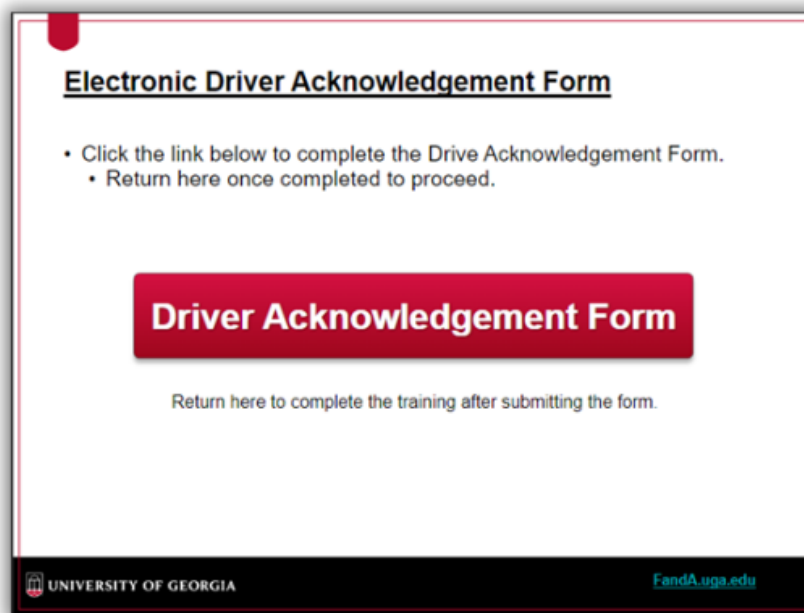 Electronic Driver Acknowledgement Form
• Click the link below to complete the Drive Acknowledgement Form.
• Return here once completed to proceed.
Driver Acknowledgement Form
Return here to complete the training after submitting the form.
UNIVERSITY OF GEORGIA
FandA.uga.edu